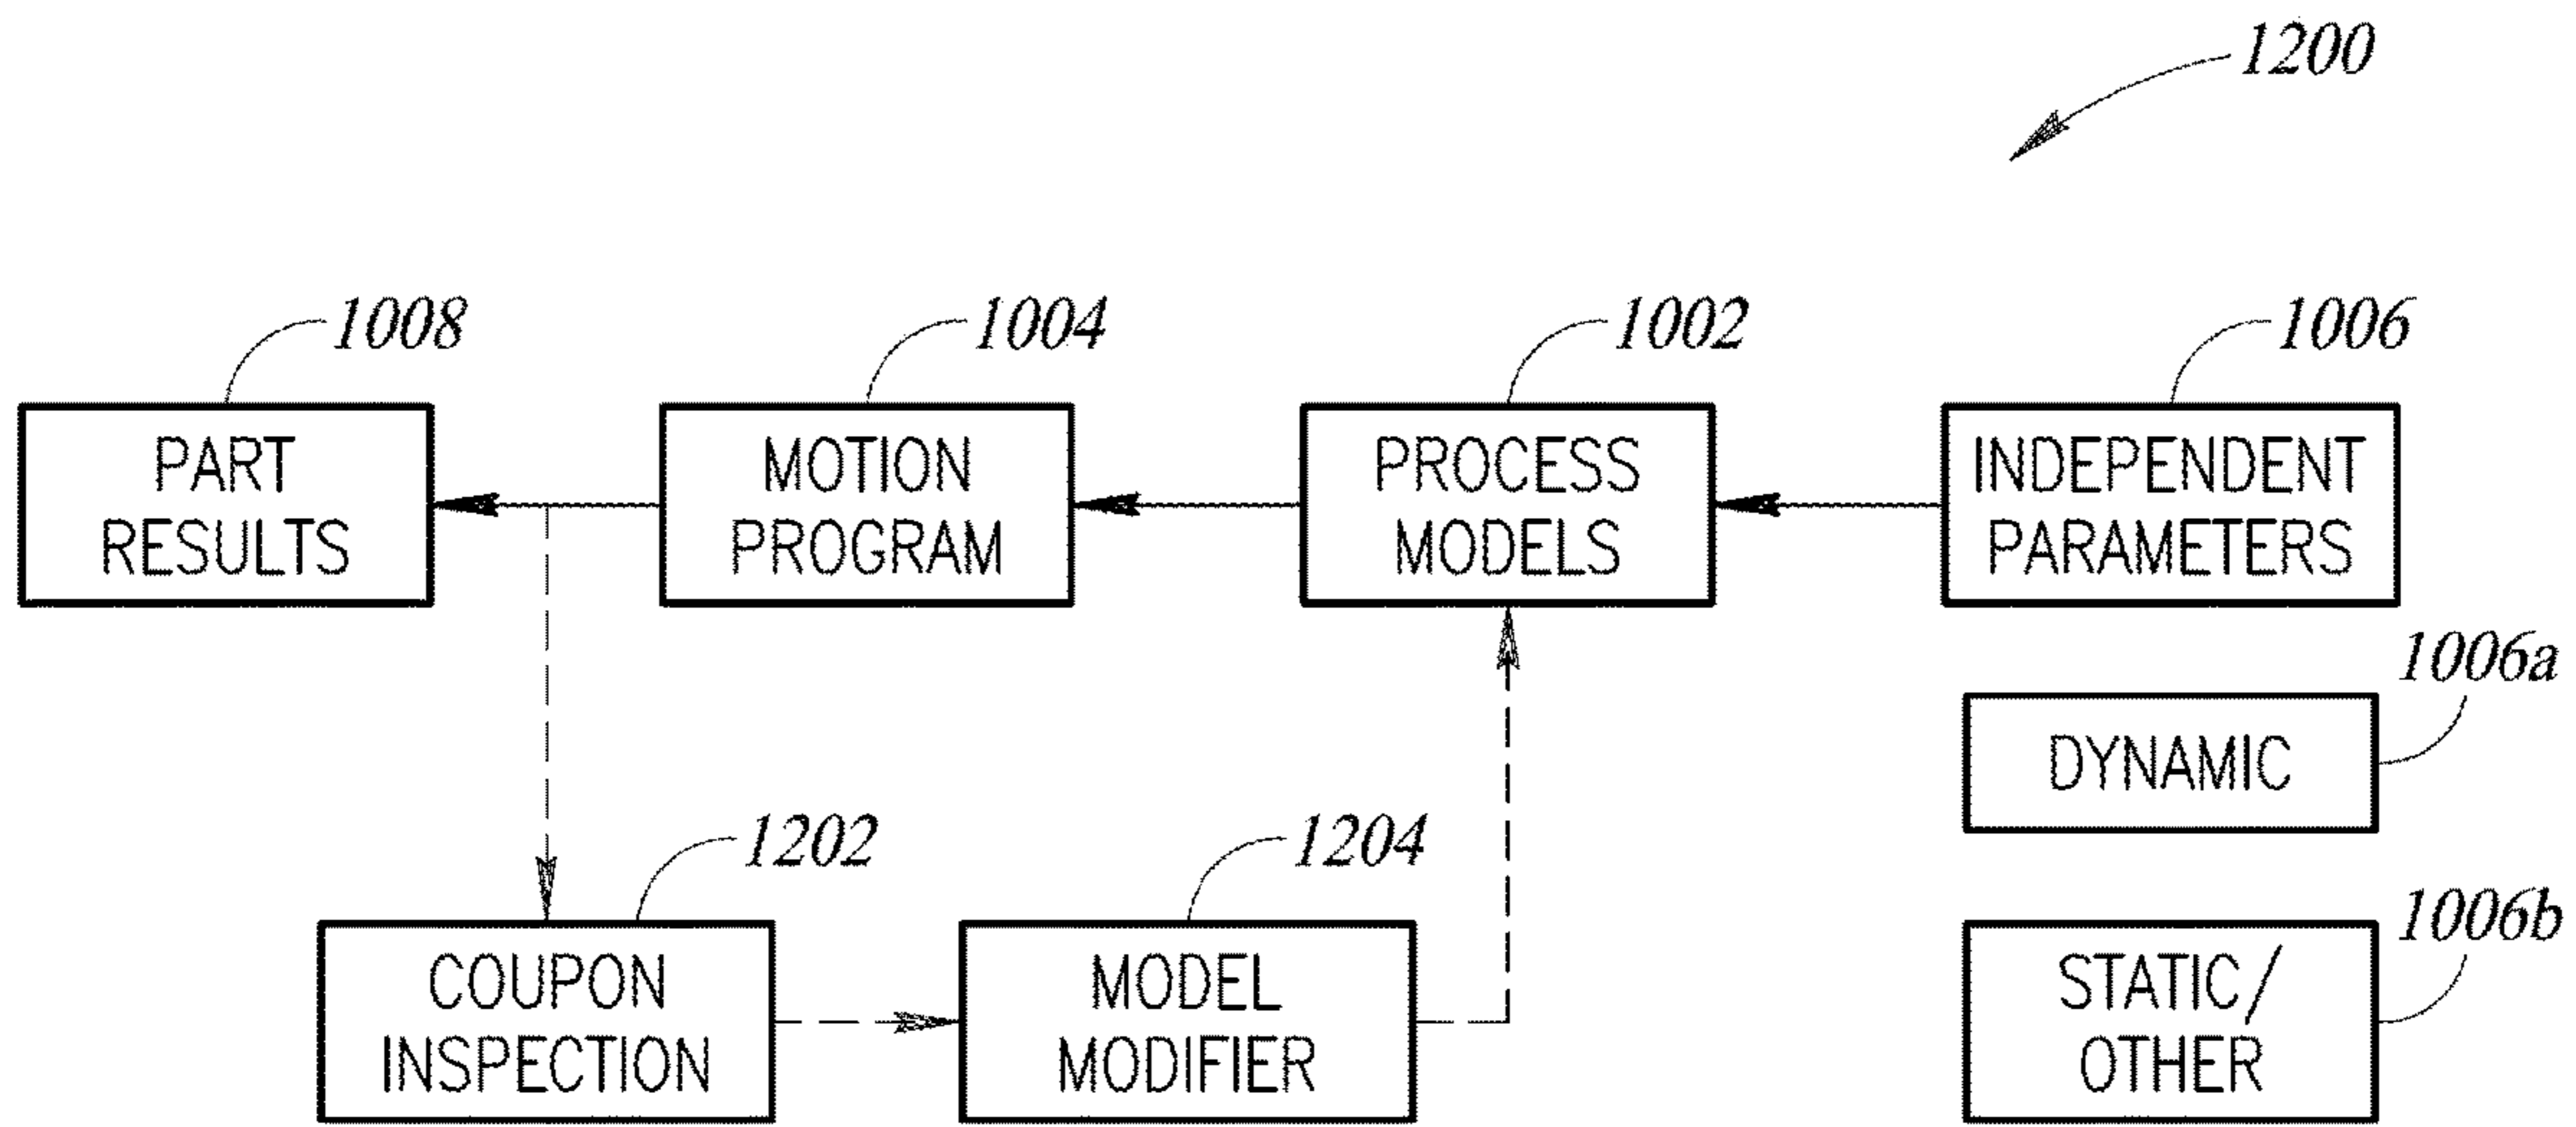 1200
1008
1004
1002
1006
PART
RESULTS
MOTION
PROGRAM
PROCESS
MODELS
INDEPENDENT
PARAMETERS
1006a
DYNAMIC
1202
1204
1006b
COUPON
INSPECTION
MODEL
MODIFIER
STATIC/
OTHER